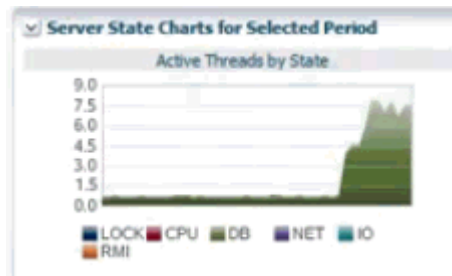 Server State Charts for Selected Period
Active Threads by State
9.0
7.5
6.0
4.5
3.0
1.5
0.0
LOCK CPU DB NET IO
RMI